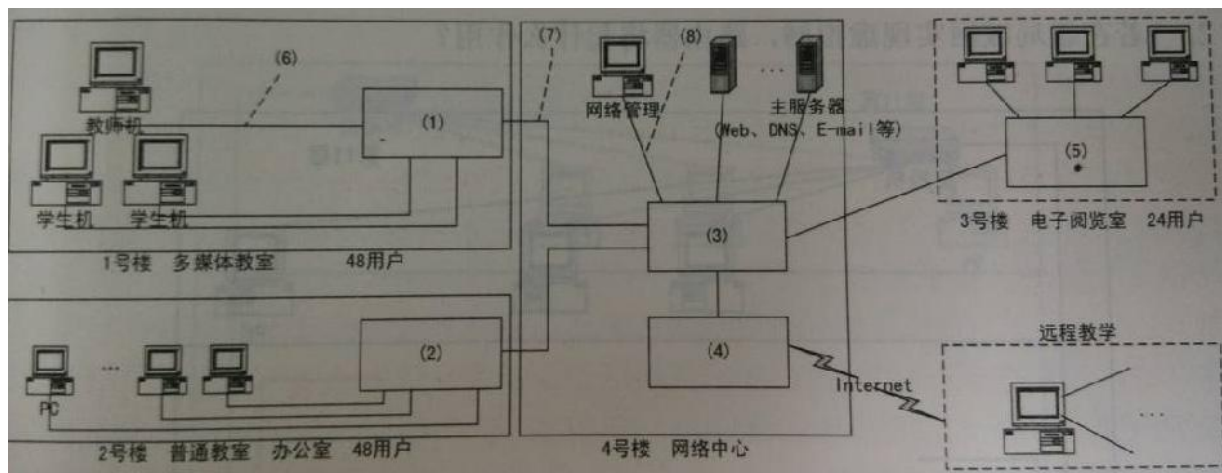 (6)
(7)
(8)
教师机
(1)
学生机
学生机
1号楼 多媒体教室 48用户
网络管理
...
主服务器
(Web、DNS、E-mail等)
(3)
(5)
3号楼 电子阅览室 24用户
PC
...
(2)
2号楼 普通教室 办公室 48用户
(4)
Internet
4号楼 网络中心
远程教学
...